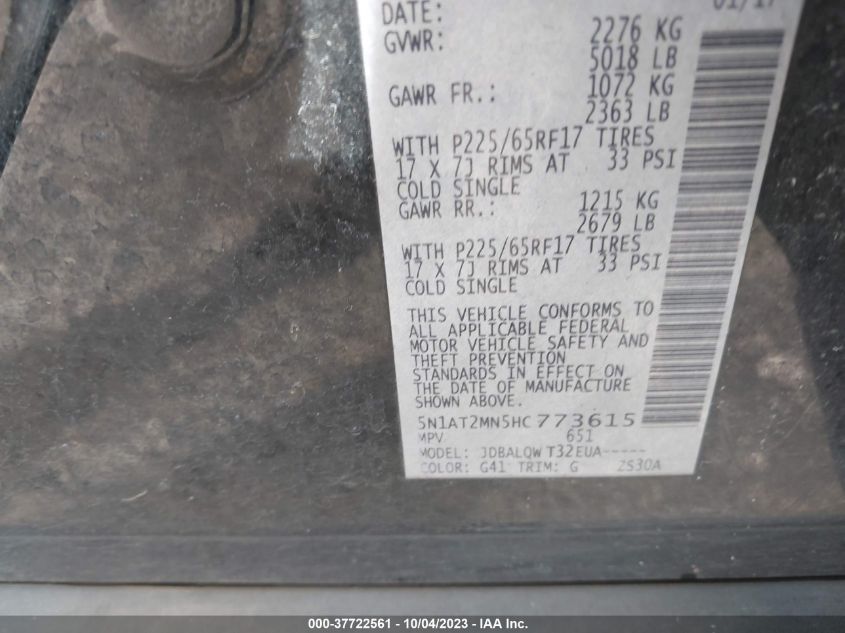 DATE: 01/17
GVWR: 2276 KG
5018 LB
GAWR FR.: 1072 KG
2363 LB
WITH P225/65RF17 TIRES
17 X 7J RIMS AT 33 PSI
COLD SINGLE
GAWR RR.: 1215 KG
2679 LB
WITH P225/65RF17 TIRES
17 X 7J RIMS AT 33 PSI
COLD SINGLE
THIS VEHICLE CONFORMS TO
ALL APPLICABLE FEDERAL
MOTOR VEHICLE SAFETY AND
THEFT PREVENTION
STANDARDS IN EFFECT ON
THE DATE OF MANUFACTURE
SHOWN ABOVE.
5N1AT2MN5HC773615
MPV 651
MODEL: JDBALQW T32EUA-----
COLOR: G41 TRIM: G ZS30A
000-37722561 - 10/04/2023 - IAA Inc.